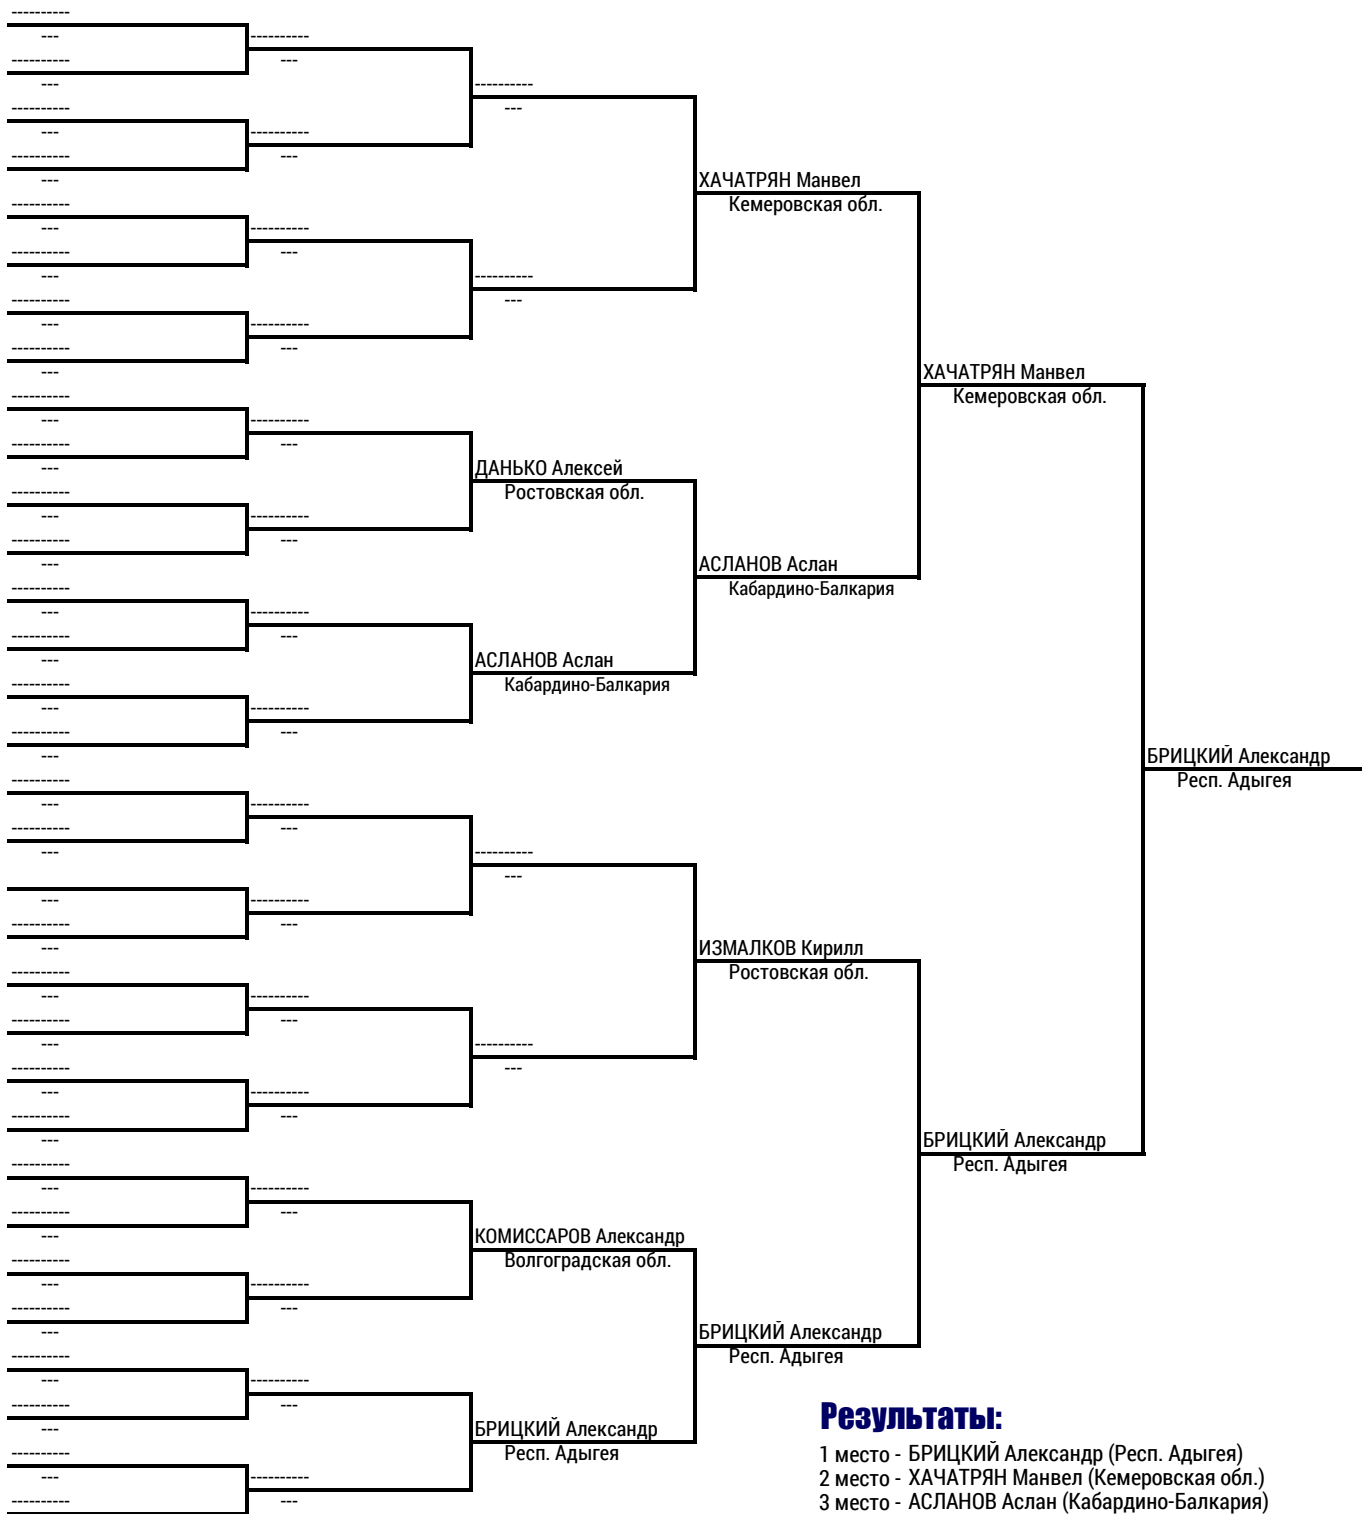 ДАНЬКО Алексей
Ростовская обл.
АСЛАНОВ Аслан
Кабардино-Балкария
КОМИССАРОВ Александр
Волгоградская обл.
БРИЦКИЙ Александр
Респ. Адыгея
ХАЧАТРЯН Манвел
Кемеровская обл.
АСЛАНОВ Аслан
Кабардино-Балкария
ИЗМАЛКОВ Кирилл
Ростовская обл.
БРИЦКИЙ Александр
Респ. Адыгея
ХАЧАТРЯН Манвел
Кемеровская обл.
БРИЦКИЙ Александр
Респ. Адыгея
БРИЦКИЙ Александр
Респ. Адыгея
Результаты:
1 место - БРИЦКИЙ Александр (Респ. Адыгея)
2 место - ХАЧАТРЯН Манвел (Кемеровская обл.)
3 место - АСЛАНОВ Аслан (Кабардино-Балкария)